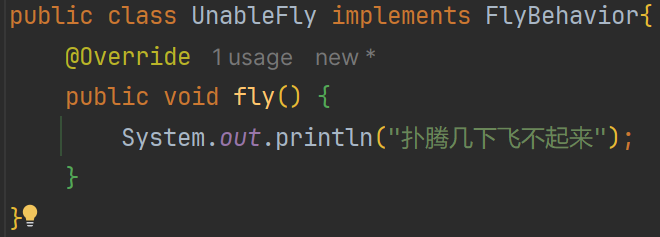 public class UnableFly implements FlyBehavior{
@Override 1 usage new *
public void fly() {
System.out.println("扑腾几下飞不起来");
}
}